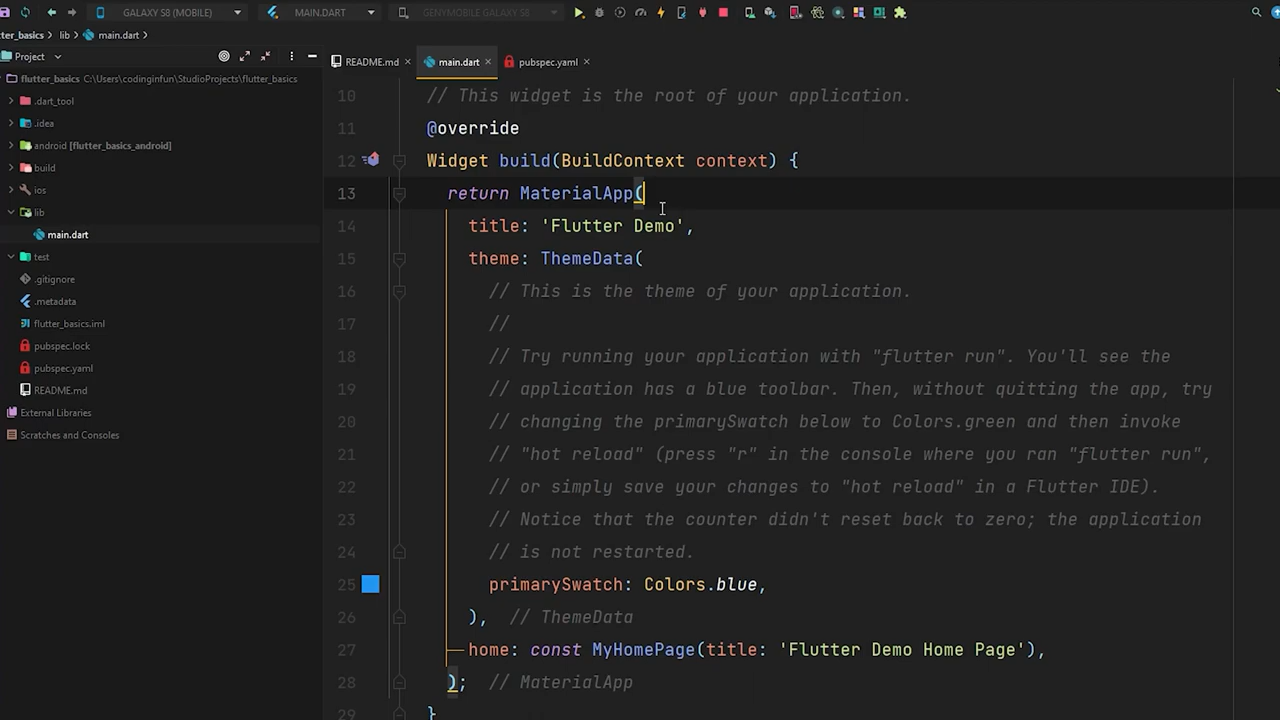 GALAXY S8 (MOBILE) MAIN.DART GENYMOBILE GALAXY S8
tter_basics lib main.dart
Project
README.md main.dart pubspec.yaml
flutter_basics C:\Users\codinginfun\StudioProjects\flutter_basics
.dart_tool
.idea
android [flutter_basics_android]
build
ios
lib
main.dart
test
.gitignore
.metadata
flutter_basics.iml
pubspec.lock
pubspec.yaml
README.md
External Libraries
Scratches and Consoles
10 // This widget is the root of your application.
11 @override
12 Widget build(BuildContext context) {
13 return MaterialApp(
14 title: 'Flutter Demo',
15 theme: ThemeData(
16 // This is the theme of your application.
17 //
18 // Try running your application with "flutter run". You'll see the
19 // application has a blue toolbar. Then, without quitting the app, try
20 // changing the primarySwatch below to Colors.green and then invoke
21 // "hot reload" (press "r" in the console where you ran "flutter run",
22 // or simply save your changes to "hot reload" in a Flutter IDE).
23 // Notice that the counter didn't reset back to zero; the application
24 // is not restarted.
25 primarySwatch: Colors.blue,
26 ), // ThemeData
27 home: const MyHomePage(title: 'Flutter Demo Home Page'),
28 ); // MaterialApp
29 }